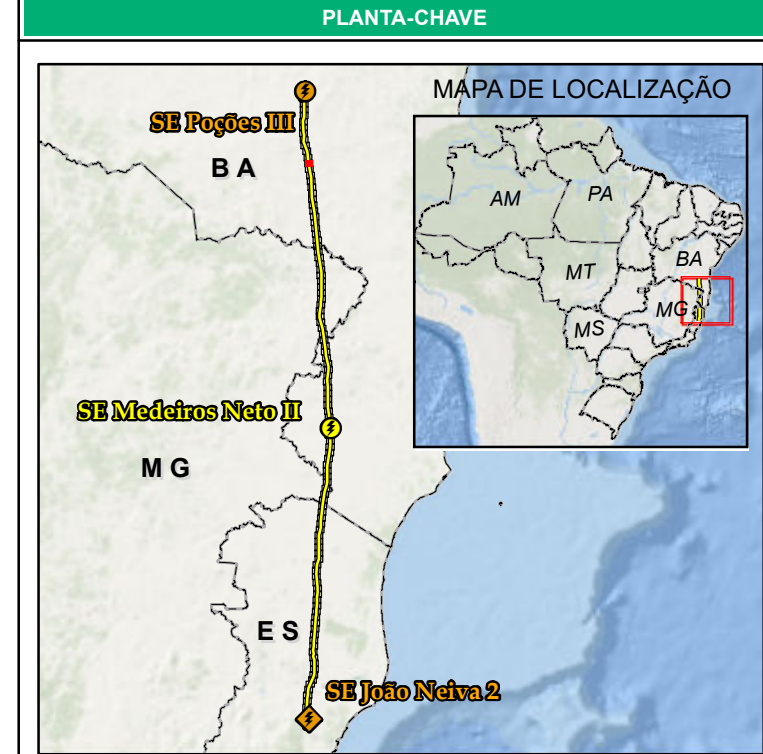 PLANTA-CHAVE
MAPA DE LOCALIZAÇÃO
SE Poções III
B A
AM
PA
BA
MT
MG
MS
SE Medeiros Neto II
M G
E S
SE João Neiva 2